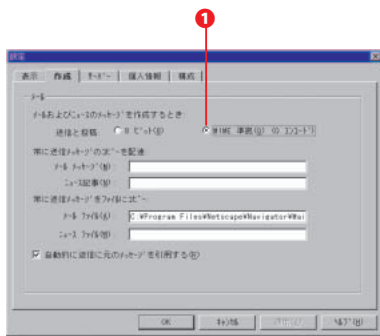 1
設定
表示 作成 サーバー 個人情報 構成
メール
メールおよびニュースのメッセージを作成するとき:
送信と投稿: 8 ビット(8) MIME 準拠(Q) (Q エンコード)
常に送信メッセージの次へを配達:
メール メッセージ(M)
ニュース記事(N)
常に送信メッセージをファイルにコピー:
メール ファイル(A) C:¥Program Files¥Netscape¥Navigator¥Mai
ニュース ファイル(W)
自動的に返信に元のメッセージを引用する(R)
OK キャンセル ヘルプ(H)